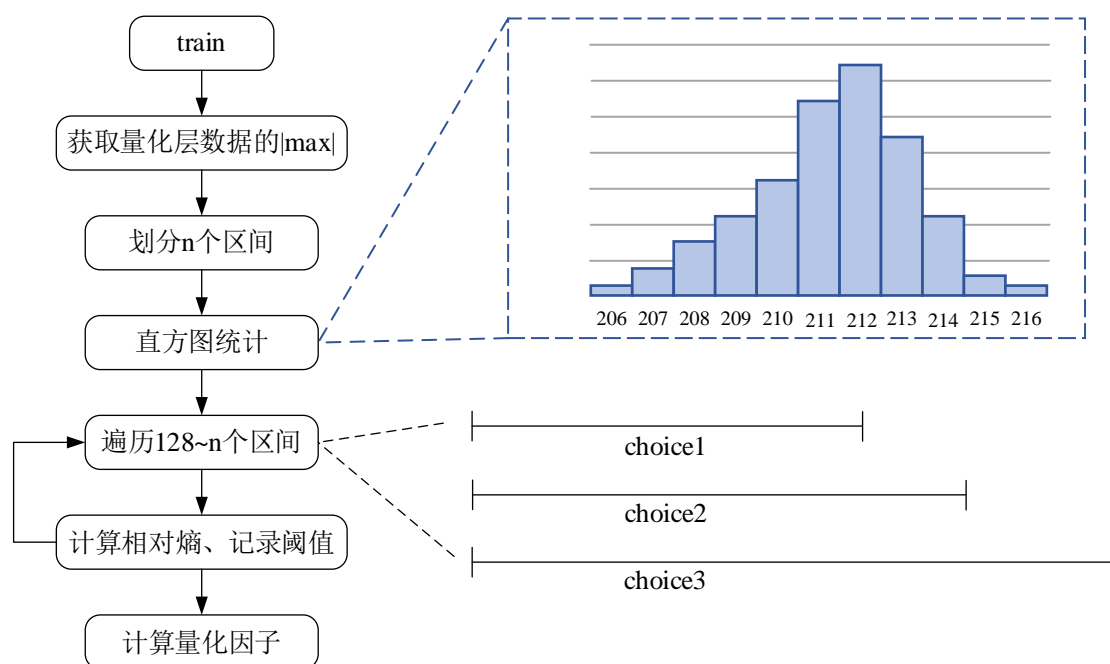 train
获取量化层数据的|max|
划分n个区间
直方图统计
遍历128~n个区间
计算相对熵、记录阈值
计算量化因子
206 207 208 209 210 211 212 213 214 215 216
choice1
choice2
choice3